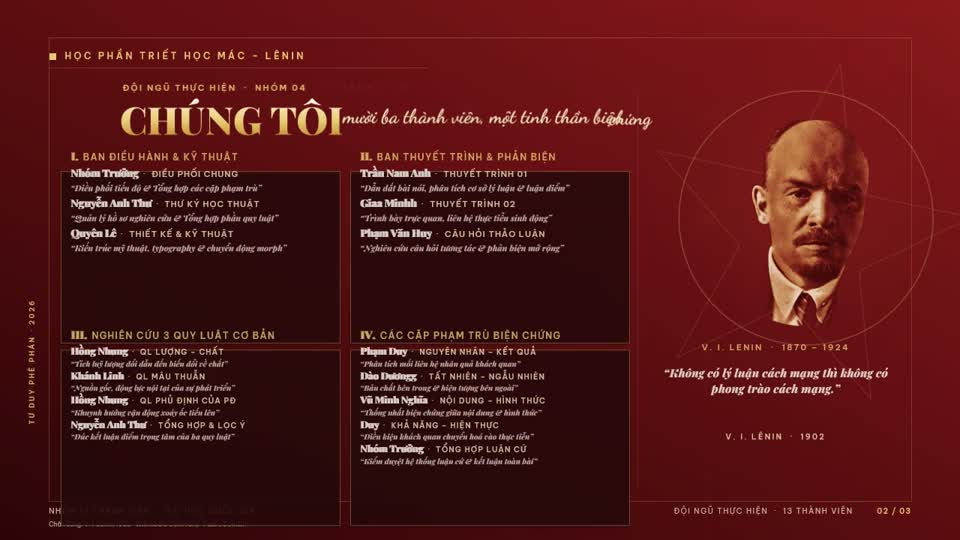 HỌC PHẦN TRIẾT HỌC MÁC – LÊNIN
ĐỘI NGŨ THỰC HIỆN · NHÓM 04
CHÚNG TÔI mười ba thành viên, một tinh thần biện chứng
I. BAN ĐIỀU HÀNH & KỸ THUẬT
Nhóm Trưởng · ĐIỀU PHỐI CHUNG
“Điều phối tiến độ & Tổng hợp các cặp phạm trù”
Nguyễn Anh Thư · THƯ KÝ HỌC THUẬT
“Quản lý hồ sơ nghiên cứu & Tổng hợp phần quy luật”
Quyên Lê · THIẾT KẾ & KỸ THUẬT
“Kiến trúc mỹ thuật, typography & chuyển động morph”
II. BAN THUYẾT TRÌNH & PHẢN BIỆN
Trần Nam Anh · THUYẾT TRÌNH 01
“Dẫn dắt bài nói, phân tích cơ sở lý luận & luận điểm”
Giaa Minhh · THUYẾT TRÌNH 02
“Trình bày trực quan, liên hệ thực tiễn sinh động”
Phạm Văn Huy · CÂU HỎI THẢO LUẬN
“Nghiên cứu câu hỏi tương tác & phản biện mở rộng”
III. NGHIÊN CỨU 3 QUY LUẬT CƠ BẢN
Hồng Nhung · QL LƯỢNG – CHẤT
“Tích luỹ lượng dẫn đến biến đổi về chất”
Khánh Linh · QL MÂU THUẪN
“Nguồn gốc, động lực nội tại của sự phát triển”
Hồng Nhung · QL PHỦ ĐỊNH CỦA PĐ
“Khuynh hướng vận động xoáy ốc tiến lên”
Nguyễn Anh Thư · TỔNG HỢP & LỌC Ý
“Đúc kết luận điểm trọng tâm của ba quy luật”
IV. CÁC CẶP PHẠM TRÙ BIỆN CHỨNG
Phạm Duy · NGUYÊN NHÂN – KẾT QUẢ
“Phân tích mối liên hệ nhân quả khách quan”
Đào Dươngg · TẤT NHIÊN – NGẪU NHIÊN
“Bản chất bên trong & hiện tượng bên ngoài”
Vũ Minh Nghĩa · NỘI DUNG – HÌNH THỨC
“Thống nhất biện chứng giữa nội dung & hình thức”
Duy · KHẢ NĂNG – HIỆN THỰC
“Điều kiện khách quan chuyển hoá vào thực tiễn”
Nhóm Trưởng · TỔNG HỢP LUẬN CỨ
“Kiểm duyệt hệ thống luận cứ & kết luận toàn bài”
V. I. LENIN · 1870 – 1924
“Không có lý luận cách mạng thì không có
phong trào cách mạng.”
V. I. LÊNIN · 1902
TƯ DUY PHÊ PHÁN · 2026
ĐỘI NGŨ THỰC HIỆN · 13 THÀNH VIÊN 02 / 03